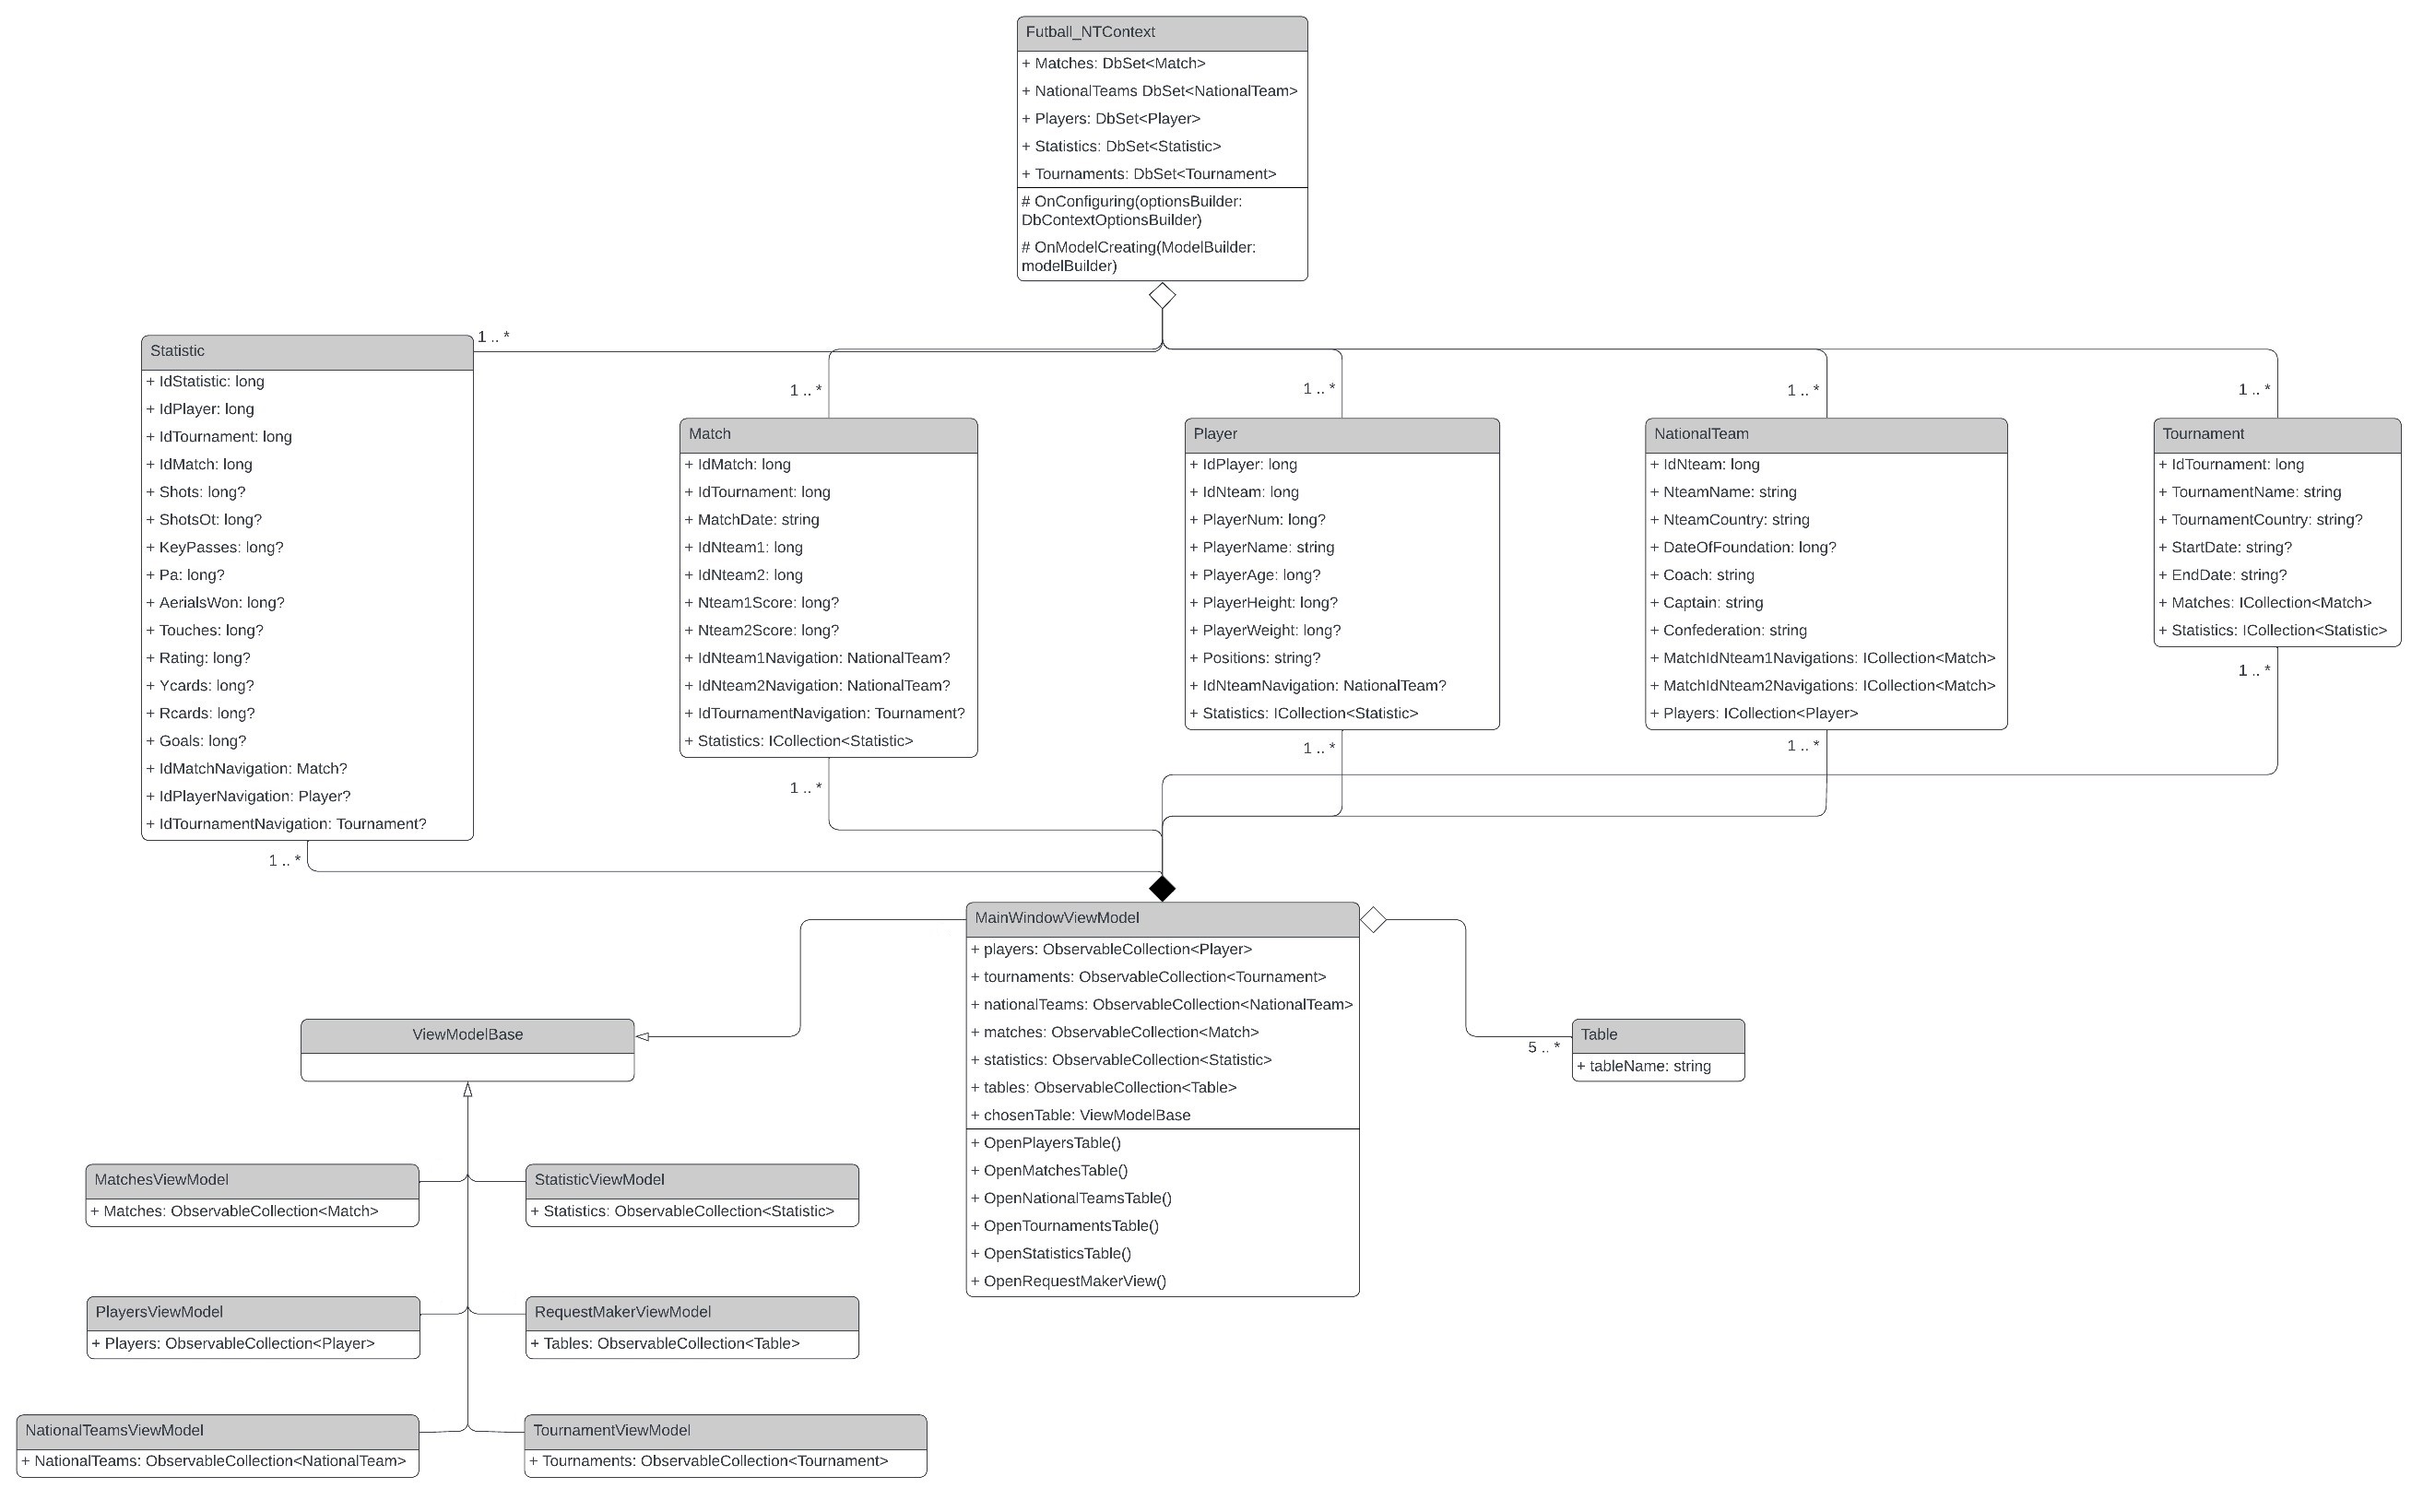 Futball_NTContext
+ Matches: DbSet<Match>
+ NationalTeams DbSet<NationalTeam>
+ Players: DbSet<Player>
+ Statistics: DbSet<Statistic>
+ Tournaments: DbSet<Tournament>
# OnConfiguring(optionsBuilder:
DbContextOptionsBuilder)
# OnModelCreating(ModelBuilder:
modelBuilder)
1 .. *
1 .. *
1 .. *
1 .. *
1 .. *
Statistic
+ IdStatistic: long
+ IdPlayer: long
+ IdTournament: long
+ IdMatch: long
+ Shots: long?
+ ShotsOt: long?
+ KeyPasses: long?
+ Pa: long?
+ AerialsWon: long?
+ Touches: long?
+ Rating: long?
+ Ycards: long?
+ Rcards: long?
+ Goals: long?
+ IdMatchNavigation: Match?
+ IdPlayerNavigation: Player?
+ IdTournamentNavigation: Tournament?
1 .. *
Match
+ IdMatch: long
+ IdTournament: long
+ MatchDate: string
+ IdNteam1: long
+ IdNteam2: long
+ Nteam1Score: long?
+ Nteam2Score: long?
+ IdNteam1Navigation: NationalTeam?
+ IdNteam2Navigation: NationalTeam?
+ IdTournamentNavigation: Tournament?
+ Statistics: ICollection<Statistic>
1 .. *
Player
+ IdPlayer: long
+ IdNteam: long
+ PlayerNum: long?
+ PlayerName: string
+ PlayerAge: long?
+ PlayerHeight: long?
+ PlayerWeight: long?
+ Positions: string?
+ IdNteamNavigation: NationalTeam?
+ Statistics: ICollection<Statistic>
1 .. *
NationalTeam
+ IdNteam: long
+ NteamName: string
+ NteamCountry: string
+ DateOfFoundation: long?
+ Coach: string
+ Captain: string
+ Confederation: string
+ MatchIdNteam1Navigations: ICollection<Match>
+ MatchIdNteam2Navigations: ICollection<Match>
+ Players: ICollection<Player>
1 .. *
Tournament
+ IdTournament: long
+ TournamentName: string
+ TournamentCountry: string?
+ StartDate: string?
+ EndDate: string?
+ Matches: ICollection<Match>
+ Statistics: ICollection<Statistic>
1 .. *
MainWindowViewModel
+ players: ObservableCollection<Player>
+ tournaments: ObservableCollection<Tournament>
+ nationalTeams: ObservableCollection<NationalTeam>
+ matches: ObservableCollection<Match>
+ statistics: ObservableCollection<Statistic>
+ tables: ObservableCollection<Table>
+ chosenTable: ViewModelBase
+ OpenPlayersTable()
+ OpenMatchesTable()
+ OpenNationalTeamsTable()
+ OpenTournamentsTable()
+ OpenStatisticsTable()
+ OpenRequestMakerView()
5 .. *
Table
+ tableName: string
ViewModelBase
MatchesViewModel
+ Matches: ObservableCollection<Match>
StatisticViewModel
+ Statistics: ObservableCollection<Statistic>
PlayersViewModel
+ Players: ObservableCollection<Player>
RequestMakerViewModel
+ Tables: ObservableCollection<Table>
NationalTeamsViewModel
+ NationalTeams: ObservableCollection<NationalTeam>
TournamentViewModel
+ Tournaments: ObservableCollection<Tournament>